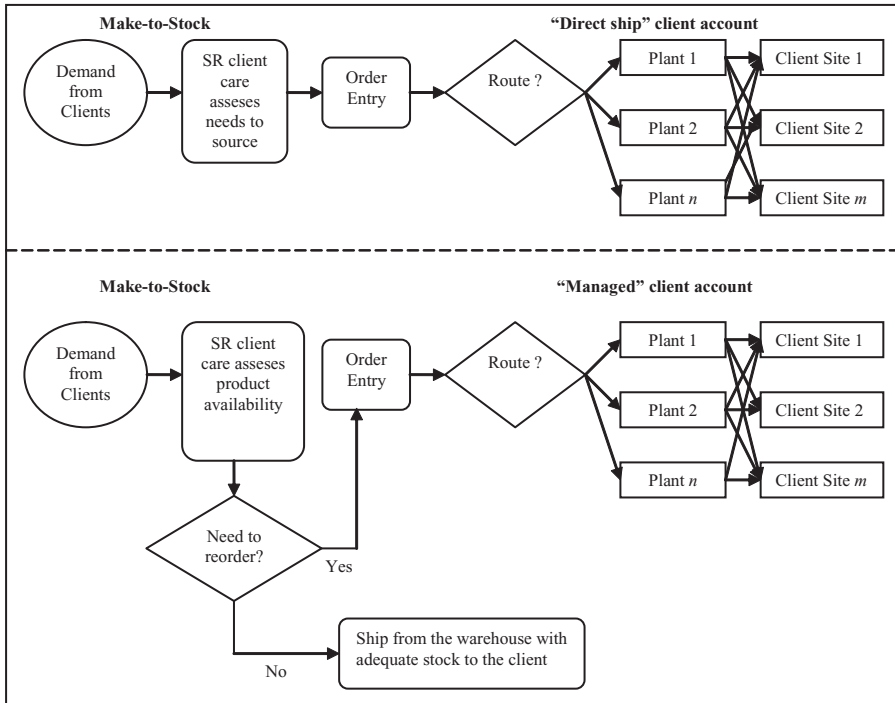 Make-to-Stock
“Direct ship” client account
Demand
from
Clients
SR client
care
asseses
needs to
source
Order
Entry
Route ?
Plant 1
Plant 2
Plant n
Client Site 1
Client Site 2
Client Site m
Make-to-Stock
“Managed” client account
Demand
from
Clients
SR client
care asseses
product
availability
Order
Entry
Route ?
Plant 1
Plant 2
Plant n
Client Site 1
Client Site 2
Client Site m
Need to
reorder?
Yes
No
Ship from the warehouse with
adequate stock to the client